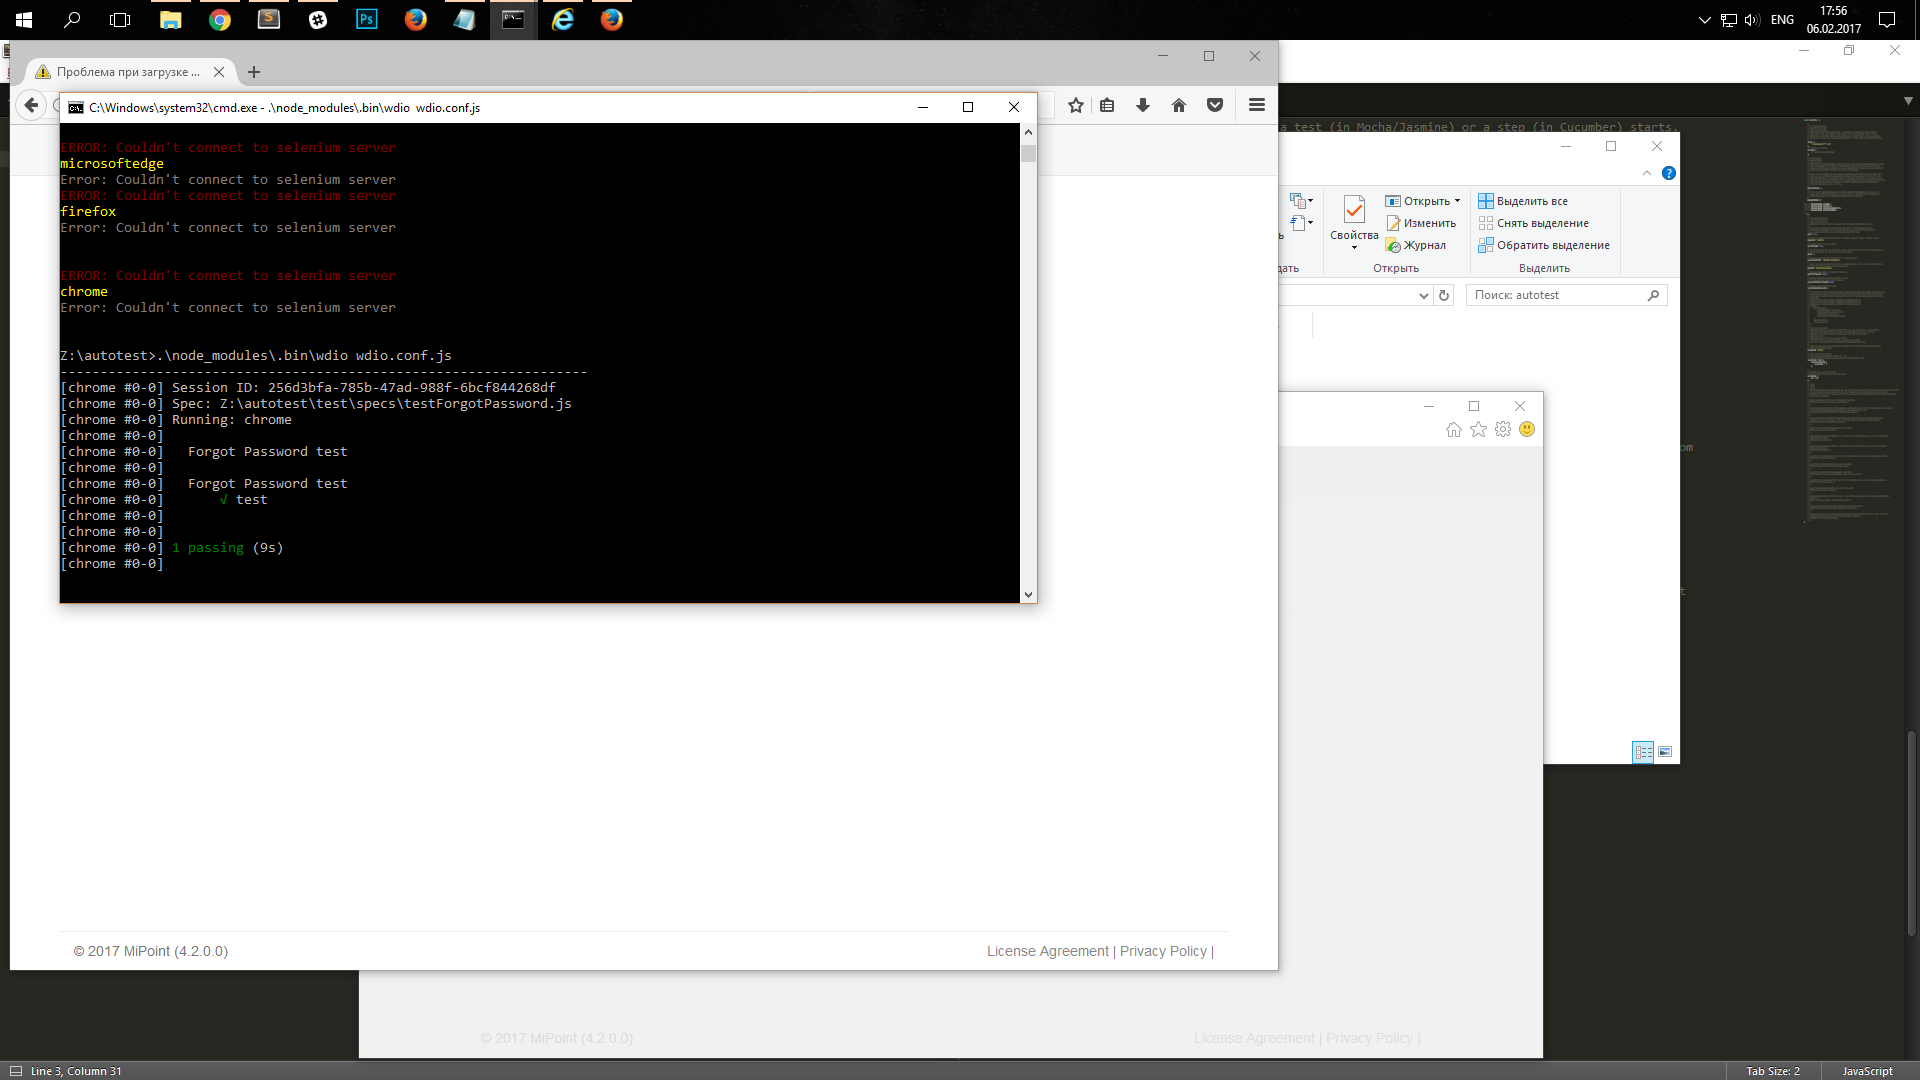 ENG
17:56
06.02.2017
Проблема при загрузке ...
C:\Windows\system32\cmd.exe - .\node_modules\.bin\wdio  wdio.conf.js
ERROR: Couldn't connect to selenium server
microsoftedge
Error: Couldn't connect to selenium server
ERROR: Couldn't connect to selenium server
firefox
Error: Couldn't connect to selenium server
ERROR: Couldn't connect to selenium server
chrome
Error: Couldn't connect to selenium server
Z:\autotest>.\node_modules\.bin\wdio wdio.conf.js
------------------------------------------------------------------
[chrome #0-0] Session ID: 256d3bfa-785b-47ad-988f-6bcf844268df
[chrome #0-0] Spec: Z:\autotest\test\specs\testForgotPassword.js
[chrome #0-0] Running: chrome
[chrome #0-0]
[chrome #0-0]   Forgot Password test
[chrome #0-0]
[chrome #0-0]   Forgot Password test
[chrome #0-0]       √ test
[chrome #0-0]
[chrome #0-0]
[chrome #0-0] 1 passing (9s)
[chrome #0-0]
a test (in Mocha/Jasmine) or a step (in Cucumber) starts.
Свойства
Открыть
Изменить
Журнал
Открыть
Выделить все
Снять выделение
Обратить выделение
Выделить
Поиск: autotest
© 2017 MiPoint (4.2.0.0)
License Agreement | Privacy Policy |
© 2017 MiPoint (4.2.0.0)
License Agreement | Privacy Policy |
Line 3, Column 31
Tab Size: 2
JavaScript